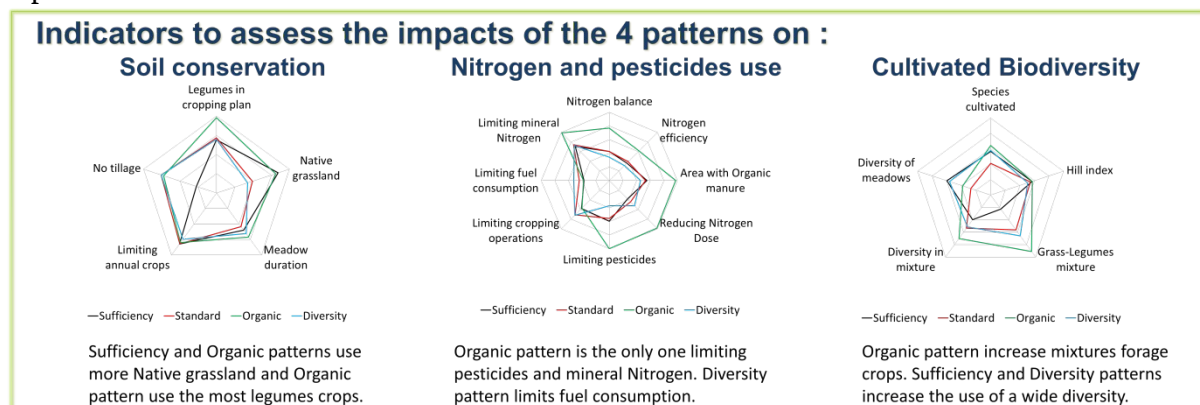 Indicators to assess the impacts of the 4 patterns on :
Soil conservation
Legumes in
cropping plan
Native
grassland
Meadow
duration
Limiting
annual crops
No tillage
Sufficiency Standard Organic Diversity
Sufficiency and Organic patterns use
more Native grassland and Organic
pattern use the most legumes crops.
Nitrogen and pesticides use
Nitrogen balance
Nitrogen
efficiency
Area with Organic
manure
Reducing Nitrogen
Dose
Limiting pesticides
Limiting cropping
operations
Limiting fuel
consumption
Limiting mineral
Nitrogen
Sufficiency Standard Organic Diversity
Organic pattern is the only one limiting
pesticides and mineral Nitrogen. Diversity
pattern limits fuel consumption.
Cultivated Biodiversity
Species
cultivated
Hill index
Grass-Legumes
mixture
Diversity in
mixture
Diversity of
meadows
Sufficiency Standard Organic Diversity
Organic pattern increase mixtures forage
crops. Sufficiency and Diversity patterns
increase the use of a wide diversity.